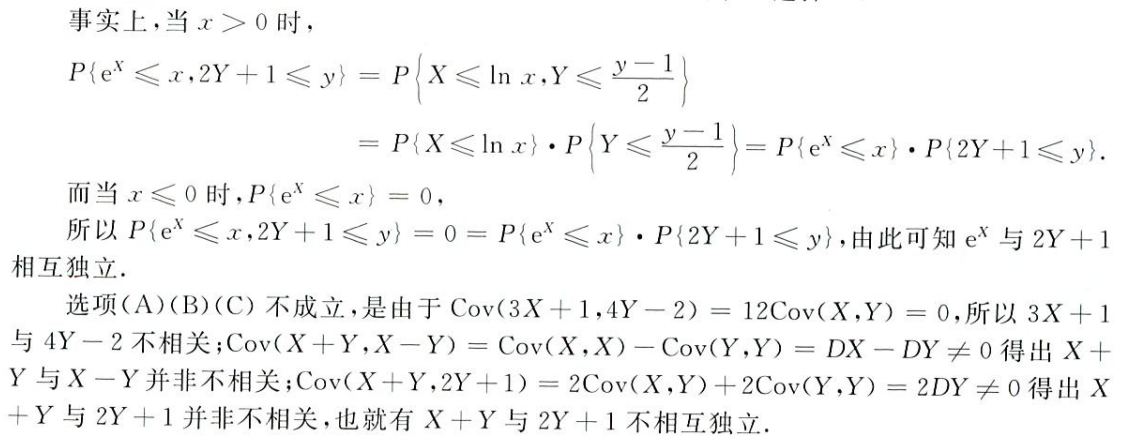 事实上,当 x > 0 时,
P{e^X ⩽ x, 2Y + 1 ⩽ y} = P{X ⩽ ln x, Y ⩽ \frac{y − 1}{2}}
= P{X ⩽ ln x} · P{Y ⩽ \frac{y − 1}{2}} = P{e^X ⩽ x} · P{2Y + 1 ⩽ y}.
而当 x ⩽ 0 时, P{e^X ⩽ x} = 0,
所以 P{e^X ⩽ x, 2Y + 1 ⩽ y} = 0 = P{e^X ⩽ x} · P{2Y + 1 ⩽ y},由此可知 e^X 与 2Y + 1
相互独立.
选项(A)(B)(C) 不成立,是由于 Cov(3X + 1, 4Y − 2) = 12Cov(X,Y) = 0,所以 3X + 1
与 4Y − 2 不相关;Cov(X + Y, X − Y) = Cov(X,X) − Cov(Y,Y) = DX − DY ≠ 0 得出 X +
Y 与 X − Y 并非不相关;Cov(X + Y, 2Y + 1) = 2Cov(X,Y) + 2Cov(Y,Y) = 2DY ≠ 0 得出 X
+ Y 与 2Y + 1 并非不相关,也就有 X + Y 与 2Y + 1 不相互独立.